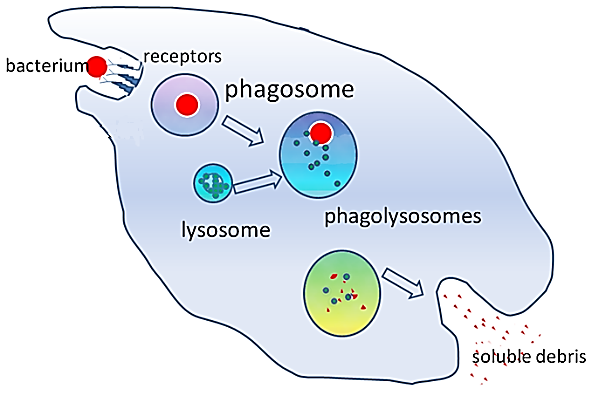 bacterium
receptors
phagosome
lysosome
phagolysosomes
soluble debris